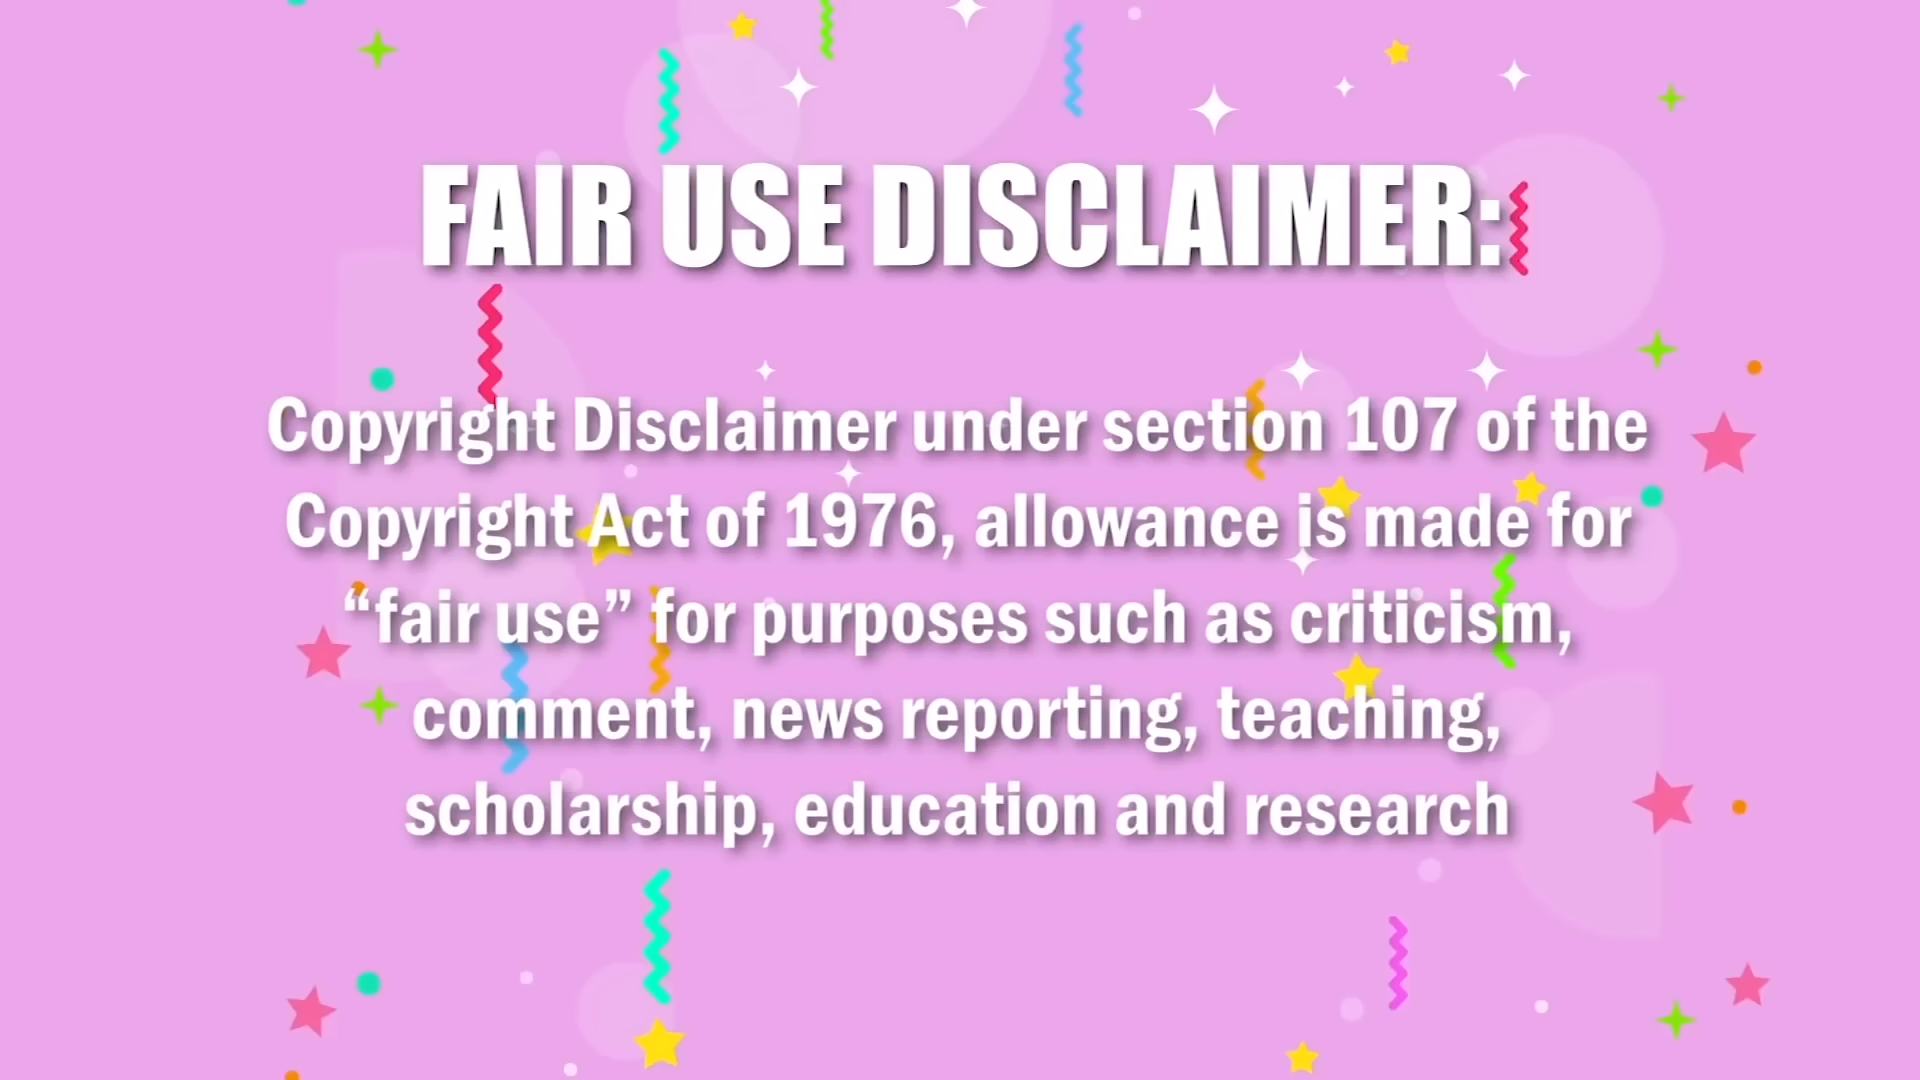 FAIR USE DISCLAIMER:
Copyright Disclaimer under section 107 of the
Copyright Act of 1976, allowance is made for
“fair use” for purposes such as criticism,
comment, news reporting, teaching,
scholarship, education and research